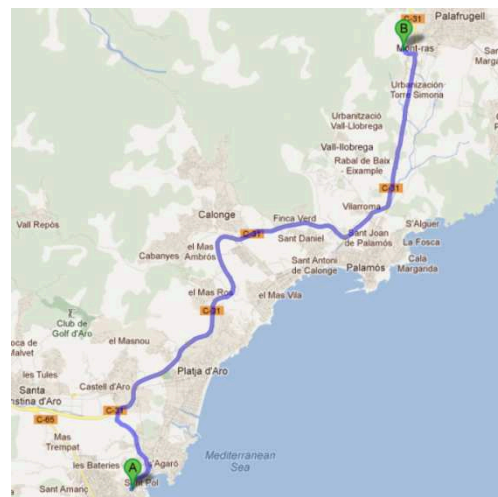 C-31
Palafrugell
B
Mont-ras
Urbanización
Torre Simona
Urbanització
Vall-Llobrega
Vall-llobrega
Rabal de Baix
- Eixample
C-31
Vilarroma
Calonge
Finca Verd
S'Alguer
Vall Repòs
C-31
Sant Daniel
Sant Joan
de Palamós
La Fosca
el Mas
Ambrós
Cabanyes
Sant Antoni
de Calonge
Palamós
Cala
Margarida
el Mas Ros
el Mas Vila
C-31
Club de
Golf d'Aro
el Masnou
les Tules
Platja d'Aro
Castell d'Aro
Santa
C-31
C-65
Mas
Trempat
les Bateries
Mediterranean
Sea
A
Sant Pol
Sant Amanç